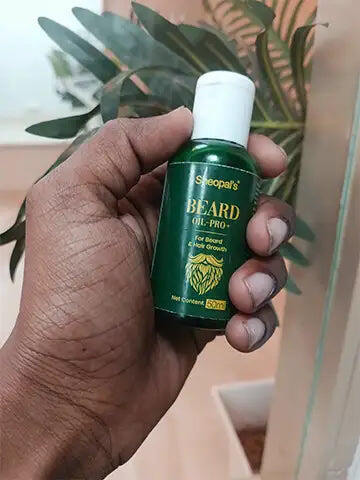 Sheopal's®
BEARD
OIL-PRO+
For Beard
& Hair Growth
Net Content 50ml